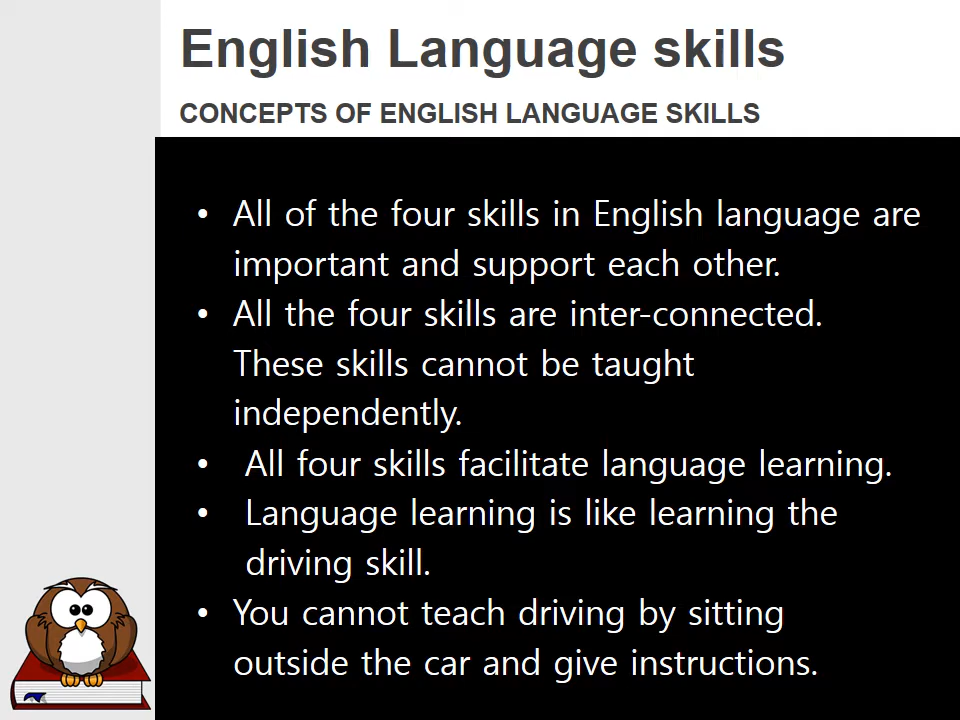 English Language skills
CONCEPTS OF ENGLISH LANGUAGE SKILLS
• All of the four skills in English language are
important and support each other.
• All the four skills are inter-connected.
These skills cannot be taught
independently.
• All four skills facilitate language learning.
• Language learning is like learning the
driving skill.
• You cannot teach driving by sitting
outside the car and give instructions.